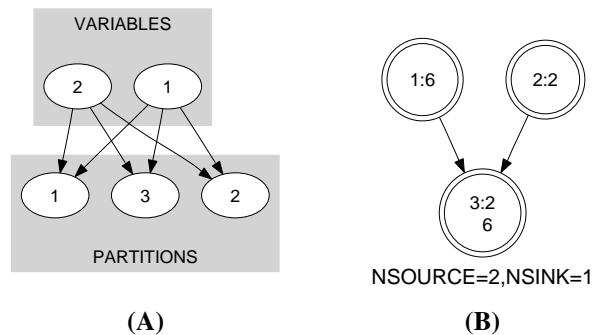 VARIABLES
2
1
1
3
2
PARTITIONS
(A)
1:6
2:2
3:2
6
NSOURCE=2,NSINK=1
(B)